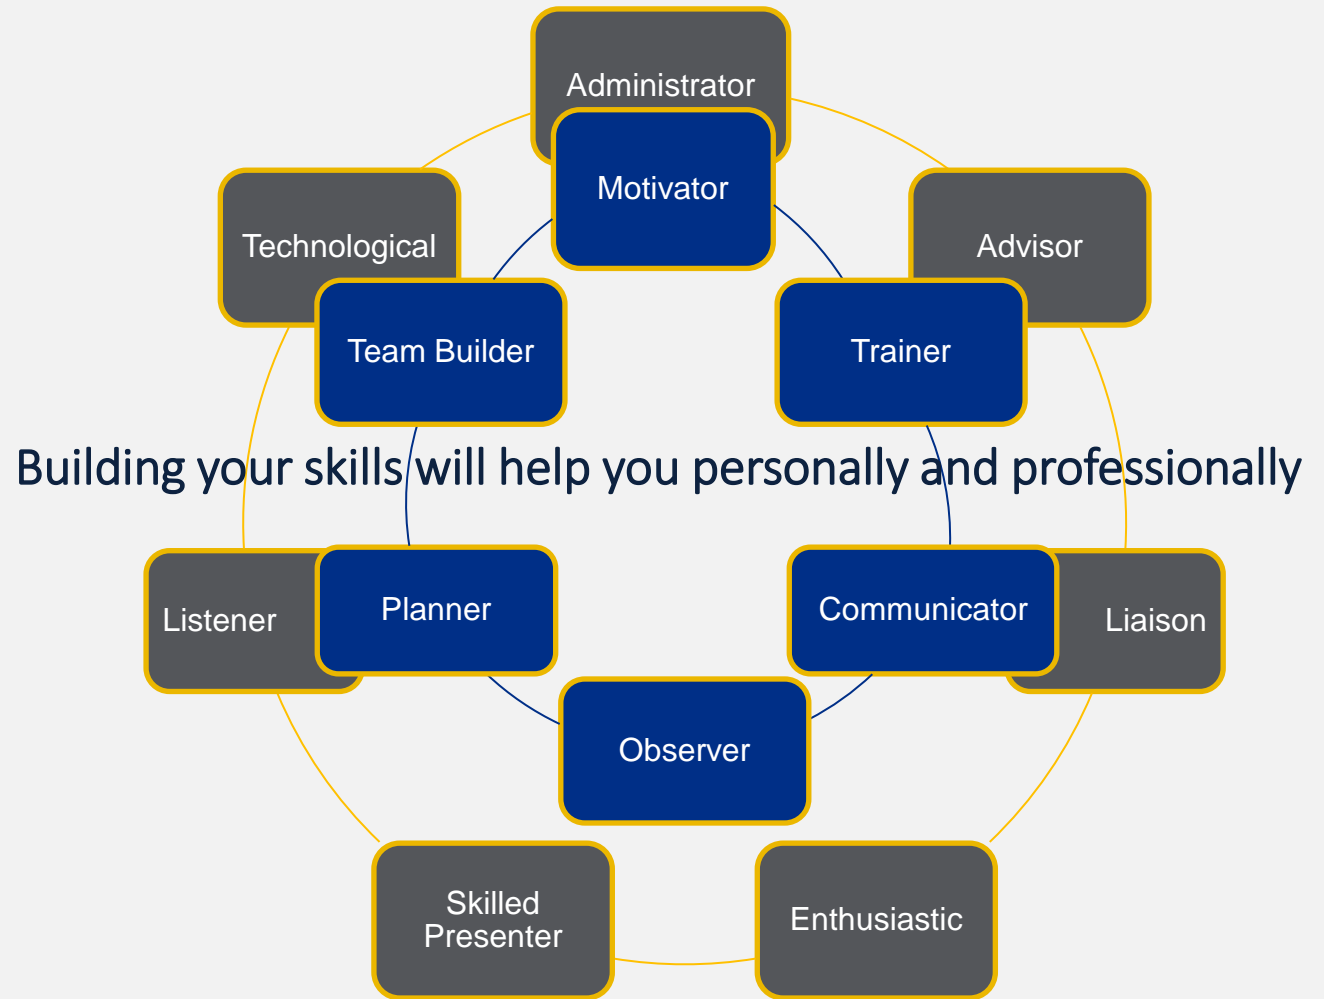 Administrator
Motivator
Technological
Advisor
Team Builder
Trainer
Building your skills will help you personally and professionally
Listener
Planner
Communicator
Liaison
Observer
Skilled
Presenter
Enthusiastic